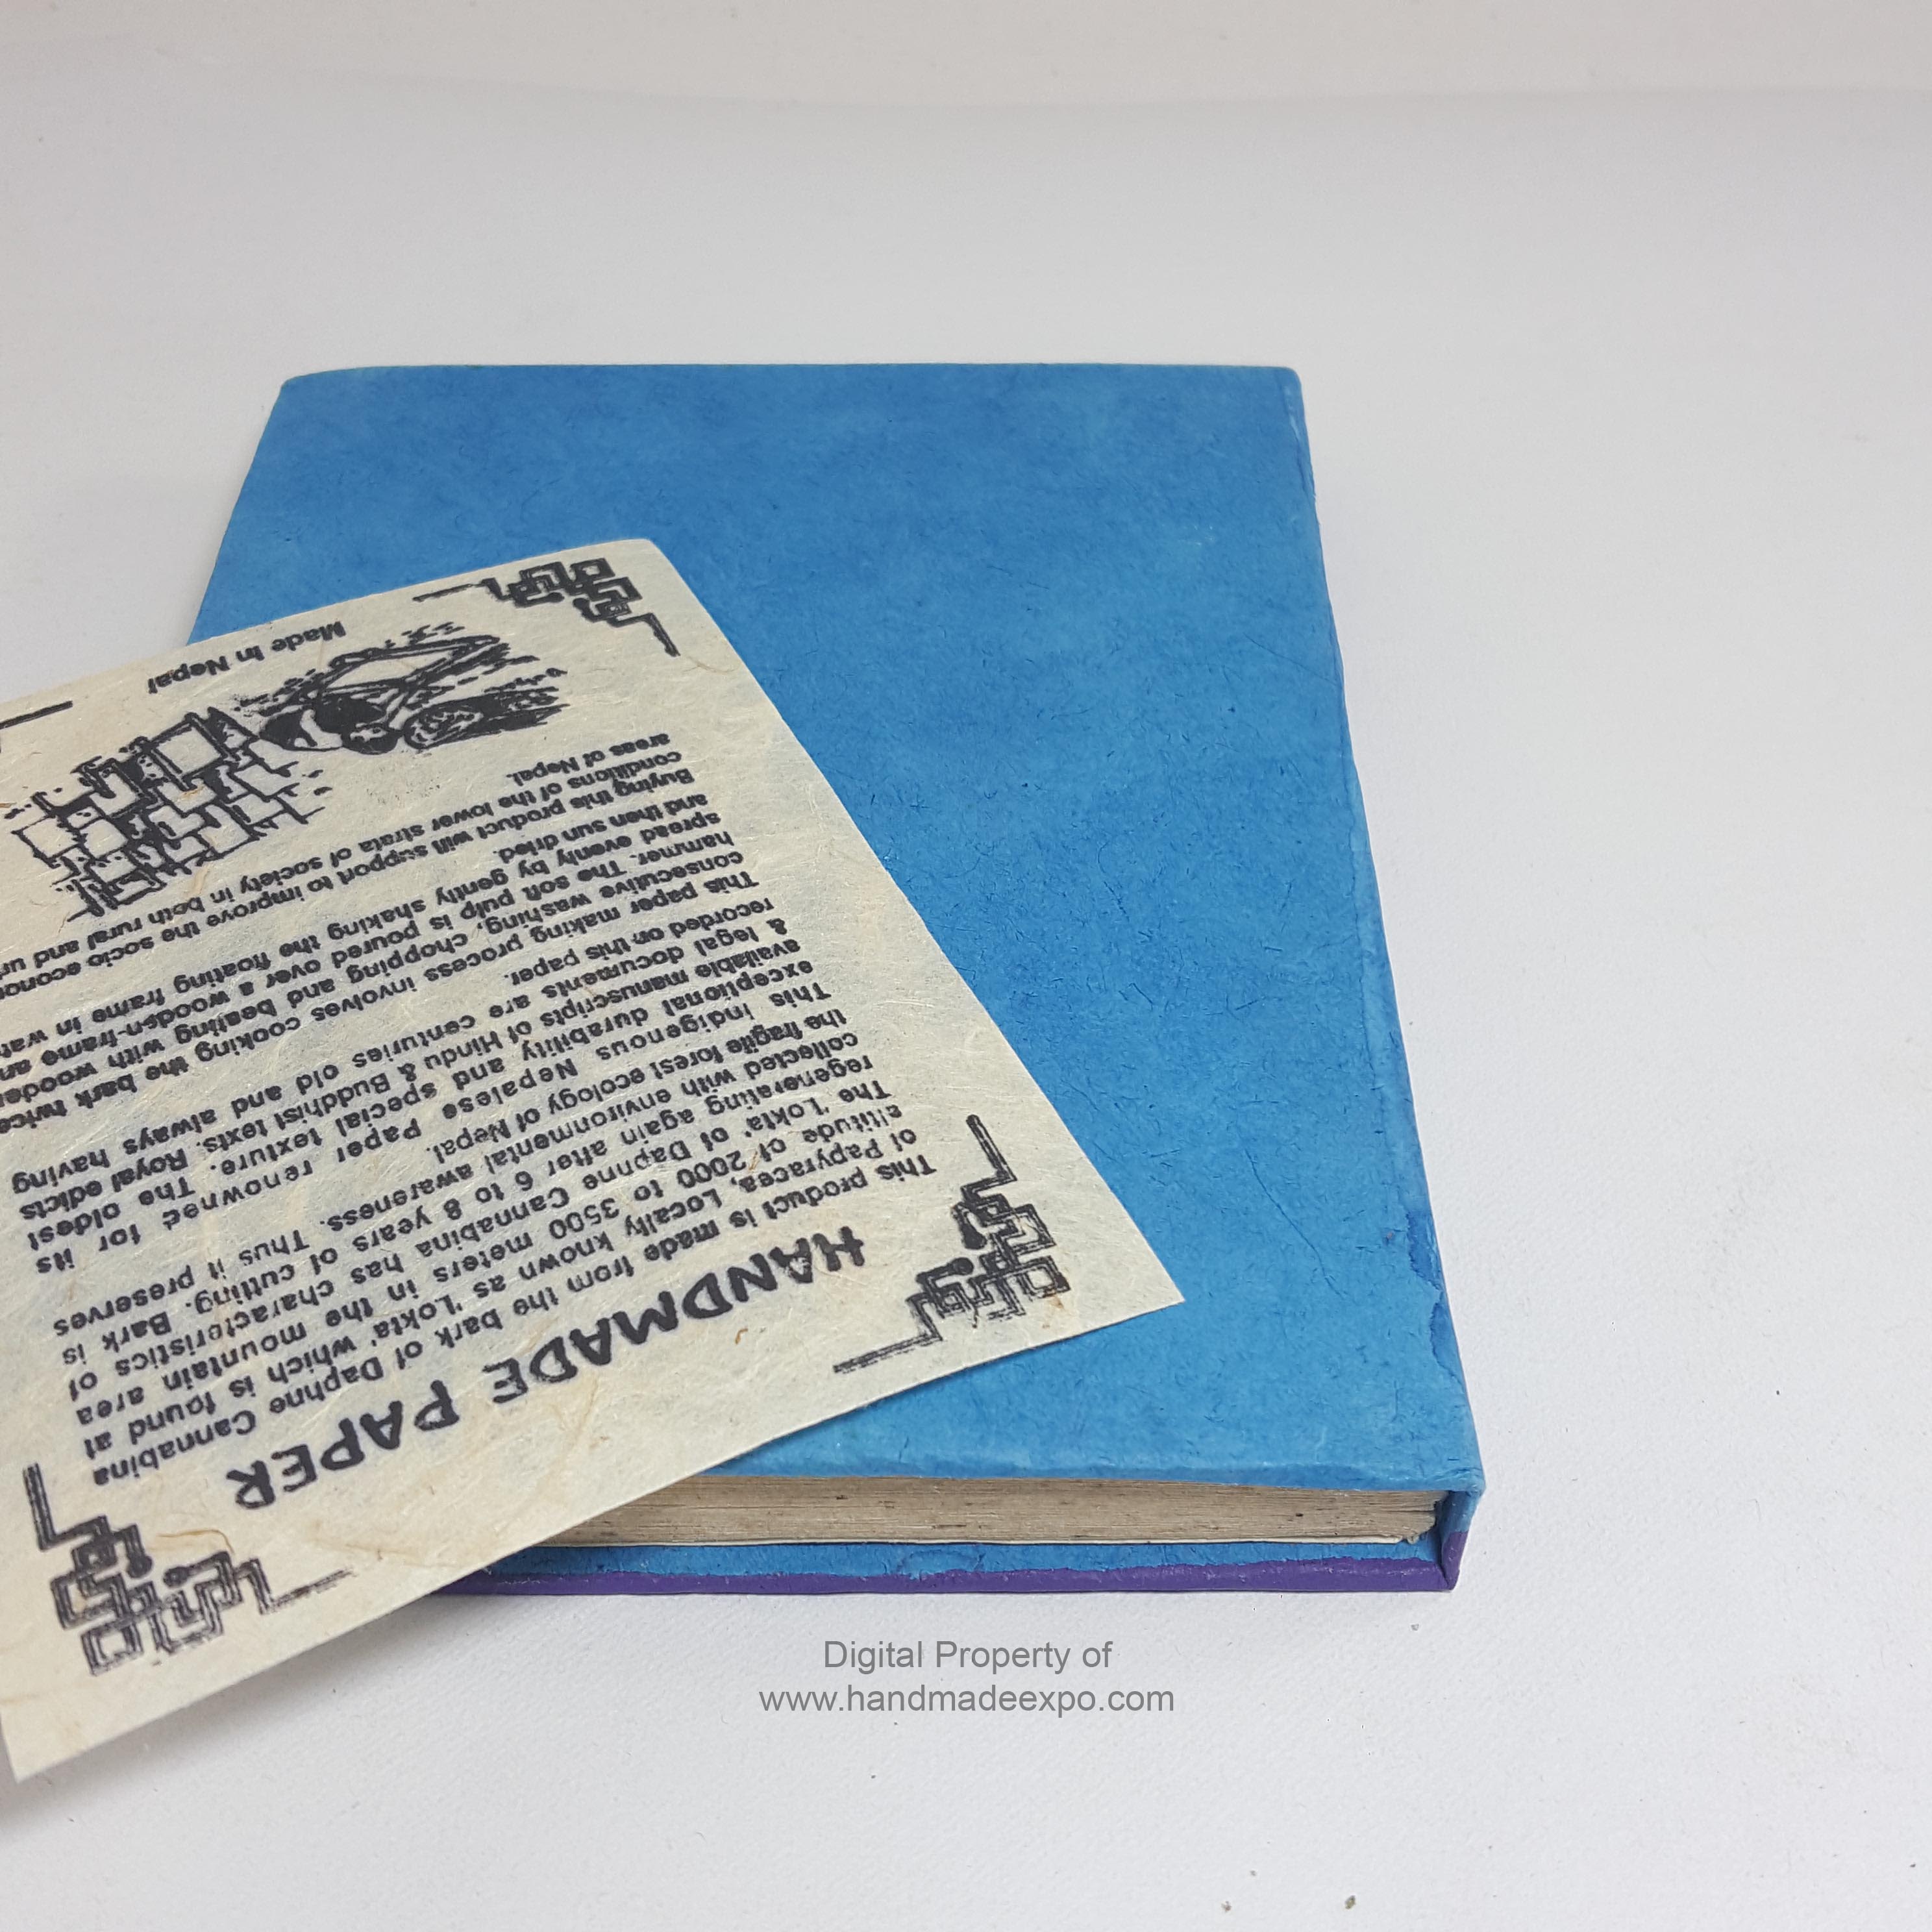 HANDMADE PAPER
This product is made from the bark of Daphne Cannabina
of Papyracea, Locally known as 'Lokta', which is found at
eltitude of 2000 to 3500 meters in the mountain area
The 'Lokta' of Daphne Cannabina has characteristics of
regenerating again after 6 to 8 years of cutting. Bark is
collected with environmental awareness. Thus it preserves
the fragile forest ecology of Nepal.
This indigenous Nepalese Paper renowned for its
exceptional durability and special texture. The oldest
available manuscripts of Hindu & Buddhist texts. Royal edicts
& legal documents are centuries old and always having
recorded on this paper.
This paper making process involves cooking the bark twice
consecutive washing, chopping and beating with wooden
hammer. The soft pulp is poured over a wooden-frame and
spread evenly by gently shaking the floating frame in
and then sun dried.
Buying this product will support to improve the socio
conditions of the lower strata of society in both rural and
areas of Nepal.
Made In Nepal
Digital Property of
www.handmadeexpo.com